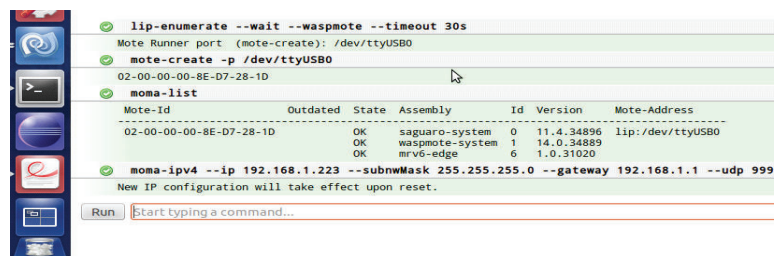 lip-enumerate --wait --waspmote --timeout 30s
Mote Runner port (mote-create): /dev/ttyUSB0
mote-create -p /dev/ttyUSB0
02-00-00-00-8E-D7-28-1D
moma-list
Mote-Id Outdated State Assembly Id Version Mote-Address
--------------------------------------------------------------------------------
02-00-00-00-8E-D7-28-1D OK saguaro-system 0 11.4.34896 lip:/dev/ttyUSB0
OK waspmote-system 1 14.0.34889
OK mrv6-edge 6 1.0.31020
moma-ipv4 --ip 192.168.1.223 --subnwMask 255.255.255.0 --gateway 192.168.1.1 --udp 999
New IP configuration will take effect upon reset.
Run Start typing a command...